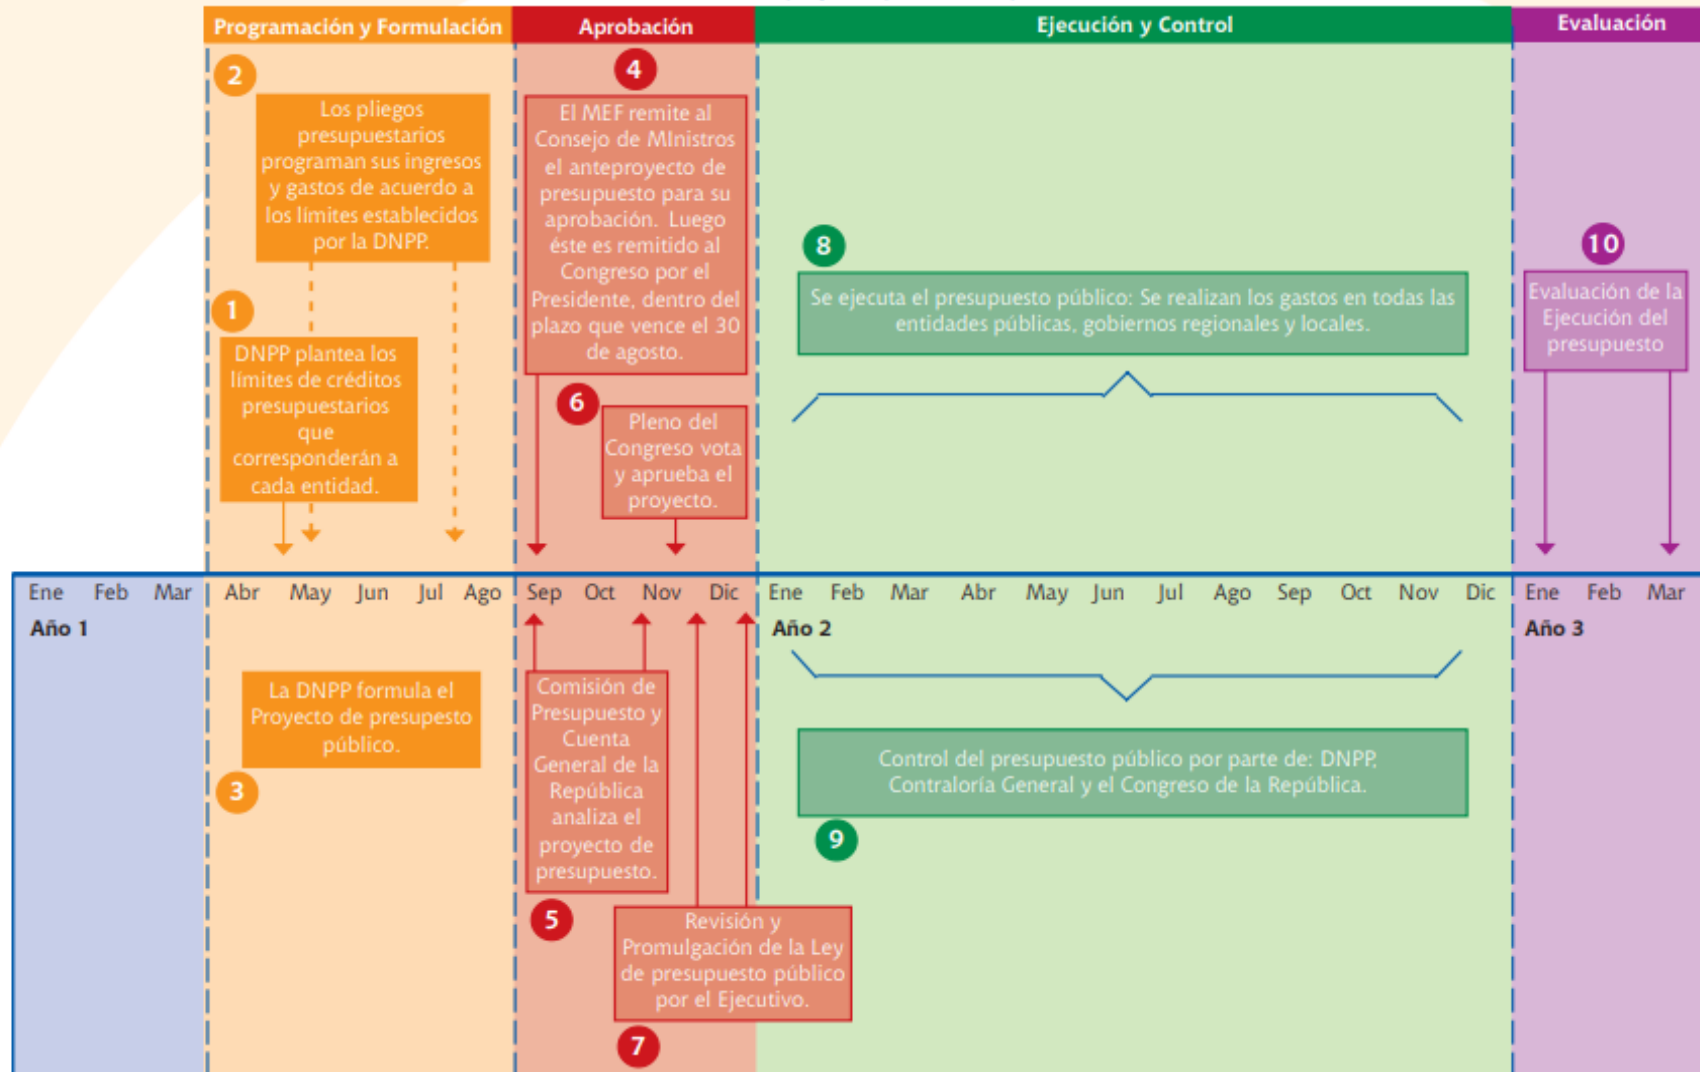 Programación y Formulación
Aprobación
Ejecución y Control
Evaluación
2
Los pliegos
presupuestarios
programan sus ingresos
y gastos de acuerdo a
los límites establecidos
por la DNPP.
1
DNPP plantea los
límites de créditos
presupuestarios
que
corresponderán a
cada entidad.
4
El MEF remite al
Consejo de MInistros
el anteproyecto de
presupuesto para su
aprobación. Luego
éste es remitido al
Congreso por el
Presidente, dentro del
plazo que vence el 30
de agosto.
6
Pleno del
Congreso vota
y aprueba el
proyecto.
8
Se ejecuta el presupuesto público: Se realizan los gastos en todas las
entidades públicas, gobiernos regionales y locales.
10
Evaluación de la
Ejecución del
presupuesto
Ene Feb Mar Abr May Jun Jul Ago Sep Oct Nov Dic Ene Feb Mar Abr May Jun Jul Ago Sep Oct Nov Dic Ene Feb Mar
Año 1
Año 2
Año 3
La DNPP formula el
Proyecto de presupesto
público.
3
Comisión de
Presupuesto y
Cuenta
General de la
República
analiza el
proyecto de
presupuesto.
5
Revisión y
Promulgación de la Ley
de presupuesto público
por el Ejecutivo.
7
Control del presupuesto público por parte de: DNPP,
Contraloría General y el Congreso de la República.
9